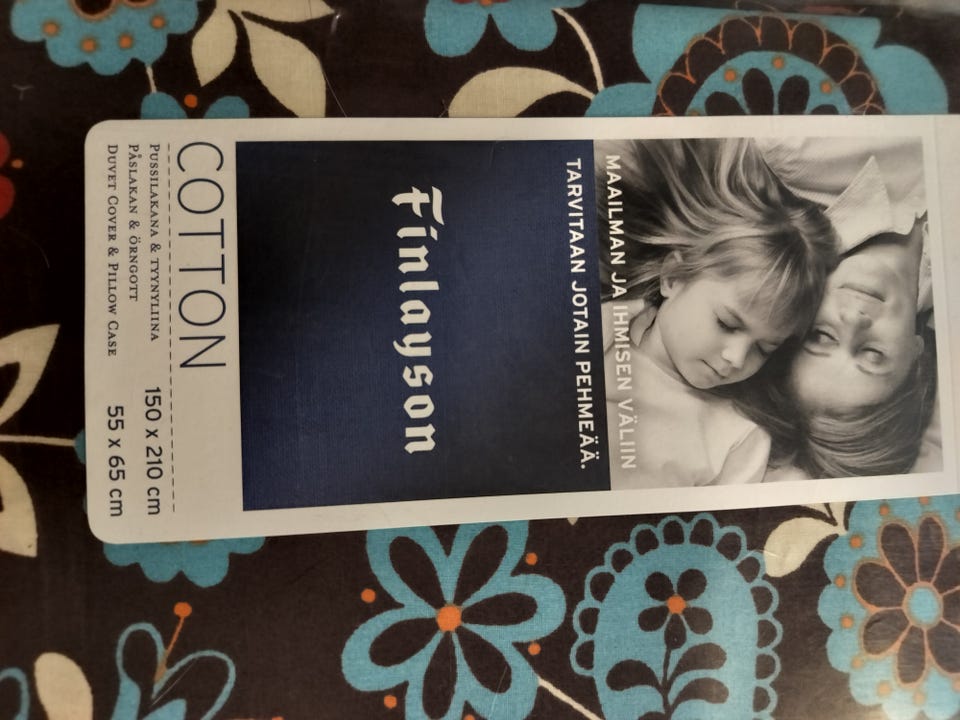 MAAILMAN JA IHMISEN VÄLIIN
TARVITAAN JOTAIN PEHMEÄÄ.
Finlayson
COTTON
PUSSILAKANA & TYYNYLIINA 150 x 210 cm
PÅSLAKAN & ÖRNGOTT
DUVET COVER & PILLOW CASE 55 x 65 cm